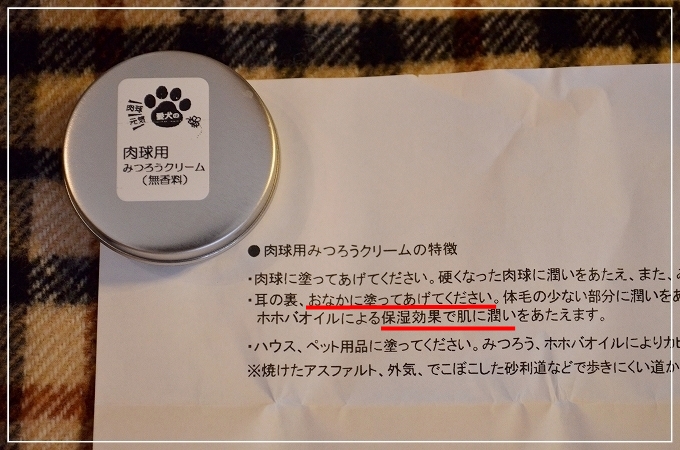 肉球
元気
愛犬の
肉球用
みつろうクリーム
(無香料)
●肉球用みつろうクリームの特徴
・肉球に塗ってあげてください。硬くなった肉球に潤いをあたえ、また、
・耳の裏、おなかに塗ってあげてください。体毛の少ない部分に潤いをあ
ホホバオイルによる保湿効果で肌に潤いをあたえます。
・ハウス、ペット用品に塗ってください。みつろう、ホホバオイルによりカビ
※焼けたアスファルト、外気、でこぼこした砂利道などで歩きにくい道か